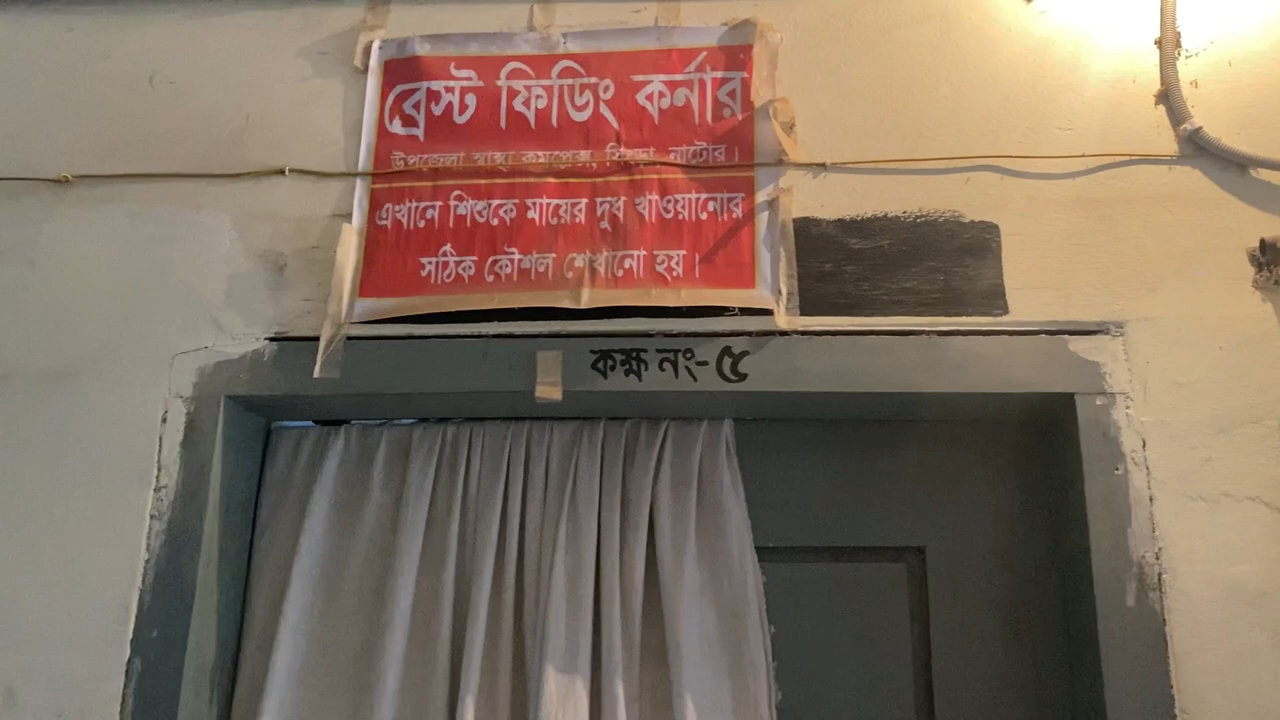 ব্রেস্ট ফিডিং কর্নার
উপজেলা স্বাস্থ্য কমপ্লেক্স, সিংড়া, নাটোর।
এখানে শিশুকে মায়ের দুধ খাওয়ানোর
সঠিক কৌশল শেখানো হয়।
কক্ষ নং-৫